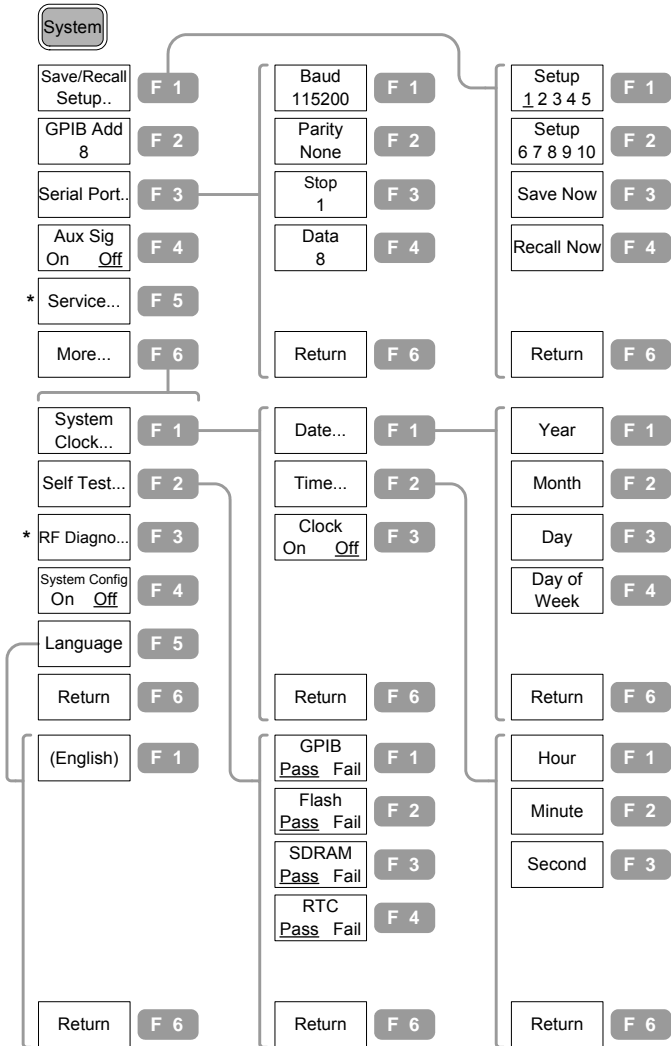 System
Save/Recall
Setup..
F 1
GPIB Add
8
F 2
Serial Port..
F 3
Aux Sig
On Off
F 4
* Service...
F 5
More...
F 6
Baud
115200
F 1
Parity
None
F 2
Stop
1
F 3
Data
8
F 4
Return
F 6
Setup
1 2 3 4 5
F 1
Setup
6 7 8 9 10
F 2
Save Now
F 3
Recall Now
F 4
Return
F 6
System
Clock...
F 1
Self Test...
F 2
* RF Diagno...
F 3
System Config
On Off
F 4
Language
F 5
Return
F 6
Date...
F 1
Time...
F 2
Clock
On Off
F 3
Return
F 6
Year
F 1
Month
F 2
Day
F 3
Day of
Week
F 4
Return
F 6
(English)
F 1
Return
F 6
GPIB
Pass Fail
F 1
Flash
Pass Fail
F 2
SDRAM
Pass Fail
F 3
RTC
Pass Fail
F 4
Return
F 6
Hour
F 1
Minute
F 2
Second
F 3
Return
F 6